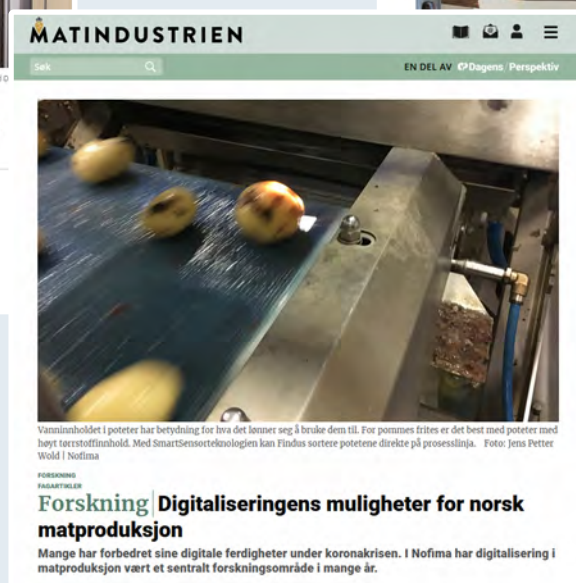 MATINDUSTRIEN
Søk
EN DEL AV Dagens Perspektiv
Vanninnholdet i poteter har betydning for hva det lønner seg å bruke dem til. For pommes frites er det best med poteter med
høyt tørrstoffinnhold. Med SmartSensorteknologien kan Findus sortere potetene direkte på prosesslinja. Foto: Jens Petter
Wold | Nofima
FORSKNING
FAGARTIKLER
Forskning | Digitaliseringens muligheter for norsk
matproduksjon
Mange har forbedret sine digitale ferdigheter under koronakrisen. I Nofima har digitalisering i
matproduksjon vært et sentralt forskningsområde i mange år.